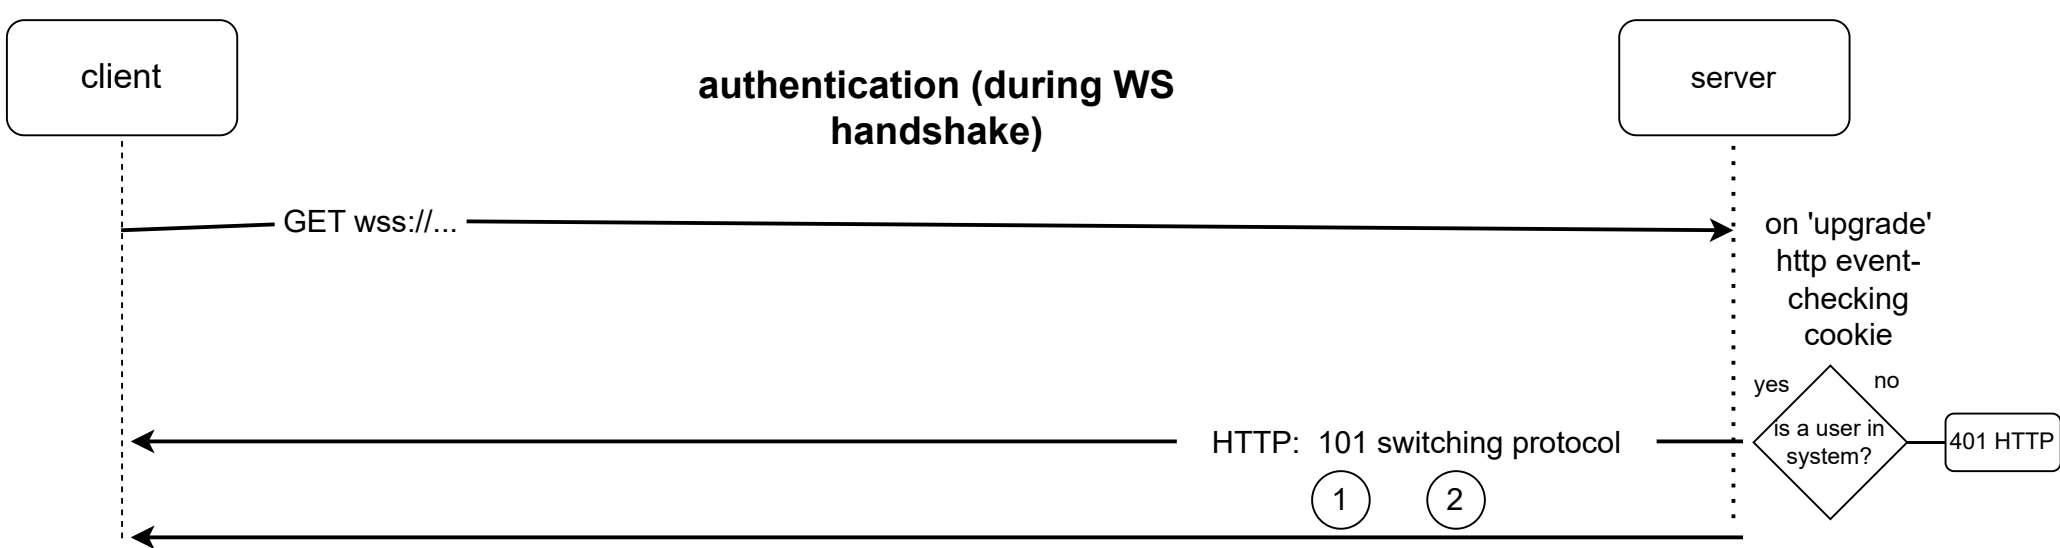 client
authentication (during WS
handshake)
server
GET wss://...
on 'upgrade'
http event-
checking
cookie
yes
no
is a user in
system?
401 HTTP
HTTP:  101 switching protocol
1
2